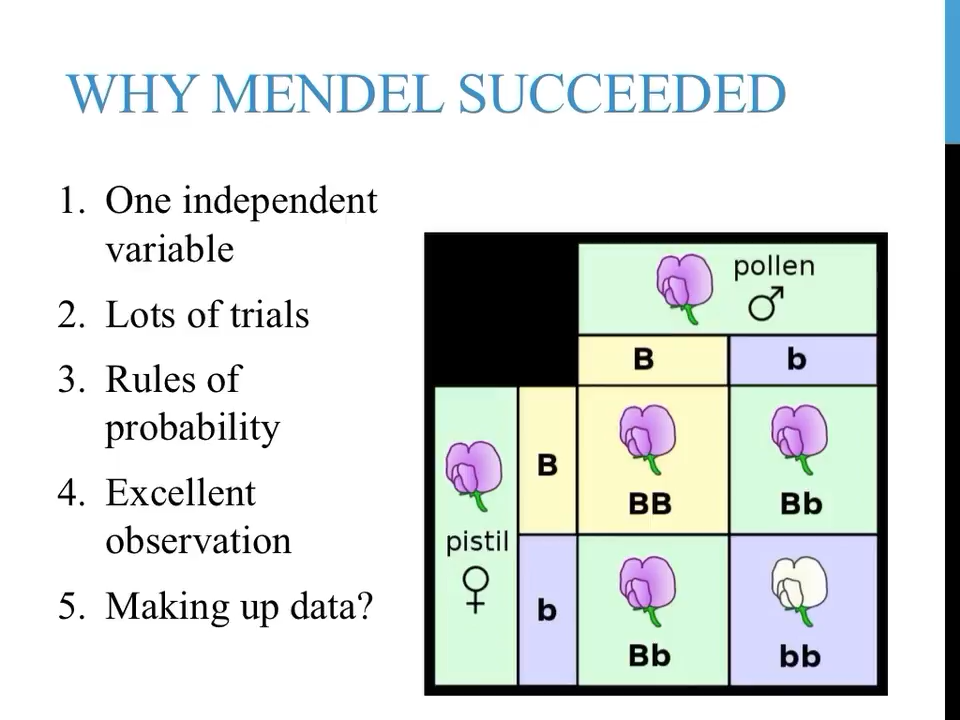 WHY MENDEL SUCCEEDED
1. One independent
variable
2. Lots of trials
3. Rules of
probability
4. Excellent
observation
5. Making up data?
pollen
♂
B b
B
BB Bb
pistil
♀
b
Bb bb